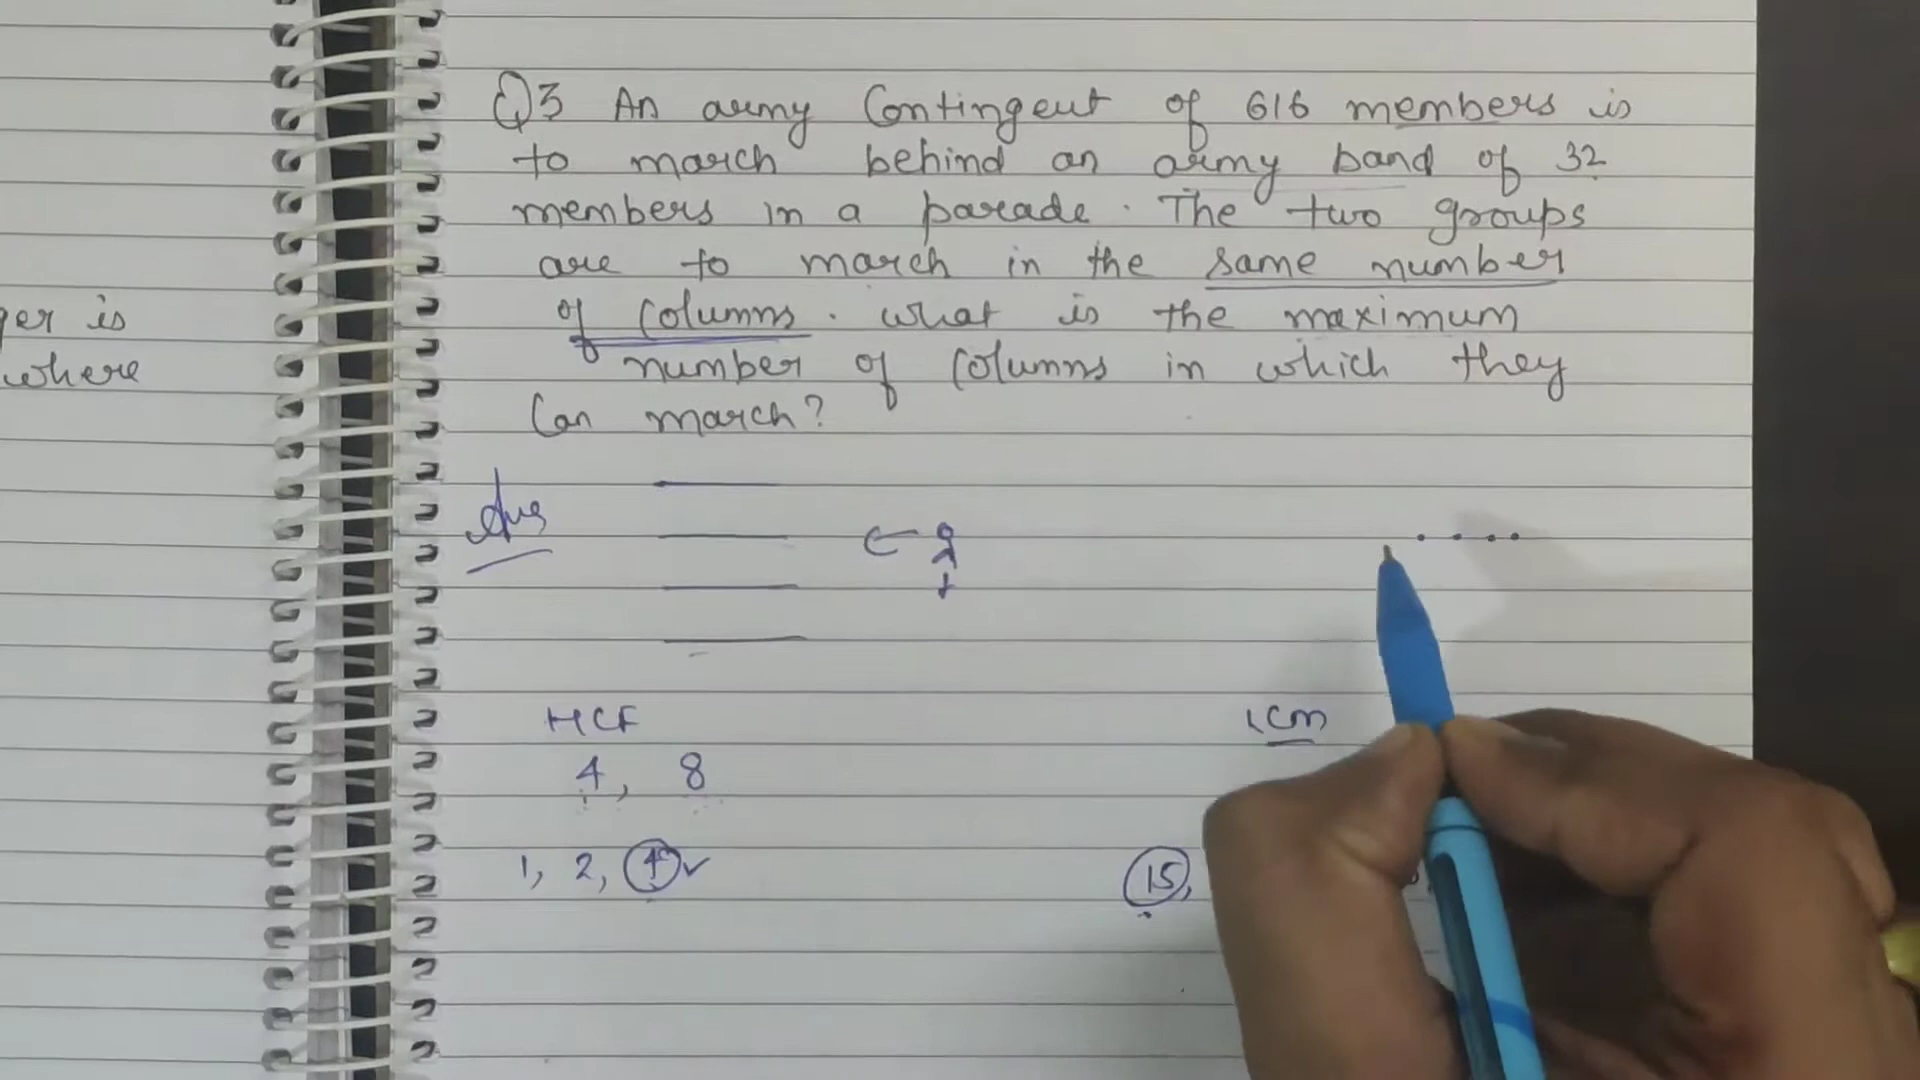 ger is
where
Q3 An army Contingent of 616 members is
to march behind an army band of 32
members in a parade. The two groups
are to march in the same number
of columns. what is the maximum
number of columns in which they
Can march?
Ans
HCF
4, 8
1, 2, 4
LCM
15,